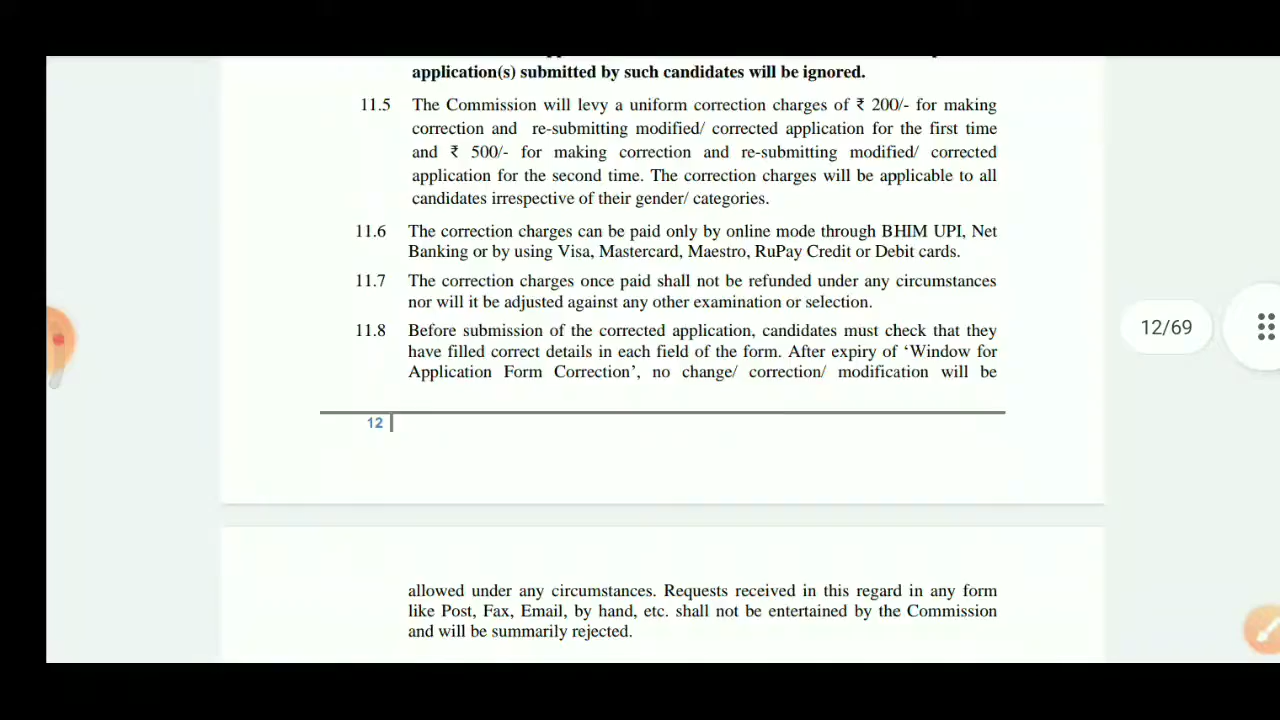 application(s) submitted by such candidates will be ignored.
11.5 The Commission will levy a uniform correction charges of ₹ 200/- for making
correction and re-submitting modified/ corrected application for the first time
and ₹ 500/- for making correction and re-submitting modified/ corrected
application for the second time. The correction charges will be applicable to all
candidates irrespective of their gender/ categories.
11.6 The correction charges can be paid only by online mode through BHIM UPI, Net
Banking or by using Visa, Mastercard, Maestro, RuPay Credit or Debit cards.
11.7 The correction charges once paid shall not be refunded under any circumstances
nor will it be adjusted against any other examination or selection.
11.8 Before submission of the corrected application, candidates must check that they
have filled correct details in each field of the form. After expiry of ‘Window for
Application Form Correction’, no change/ correction/ modification will be
12/69
12
allowed under any circumstances. Requests received in this regard in any form
like Post, Fax, Email, by hand, etc. shall not be entertained by the Commission
and will be summarily rejected.